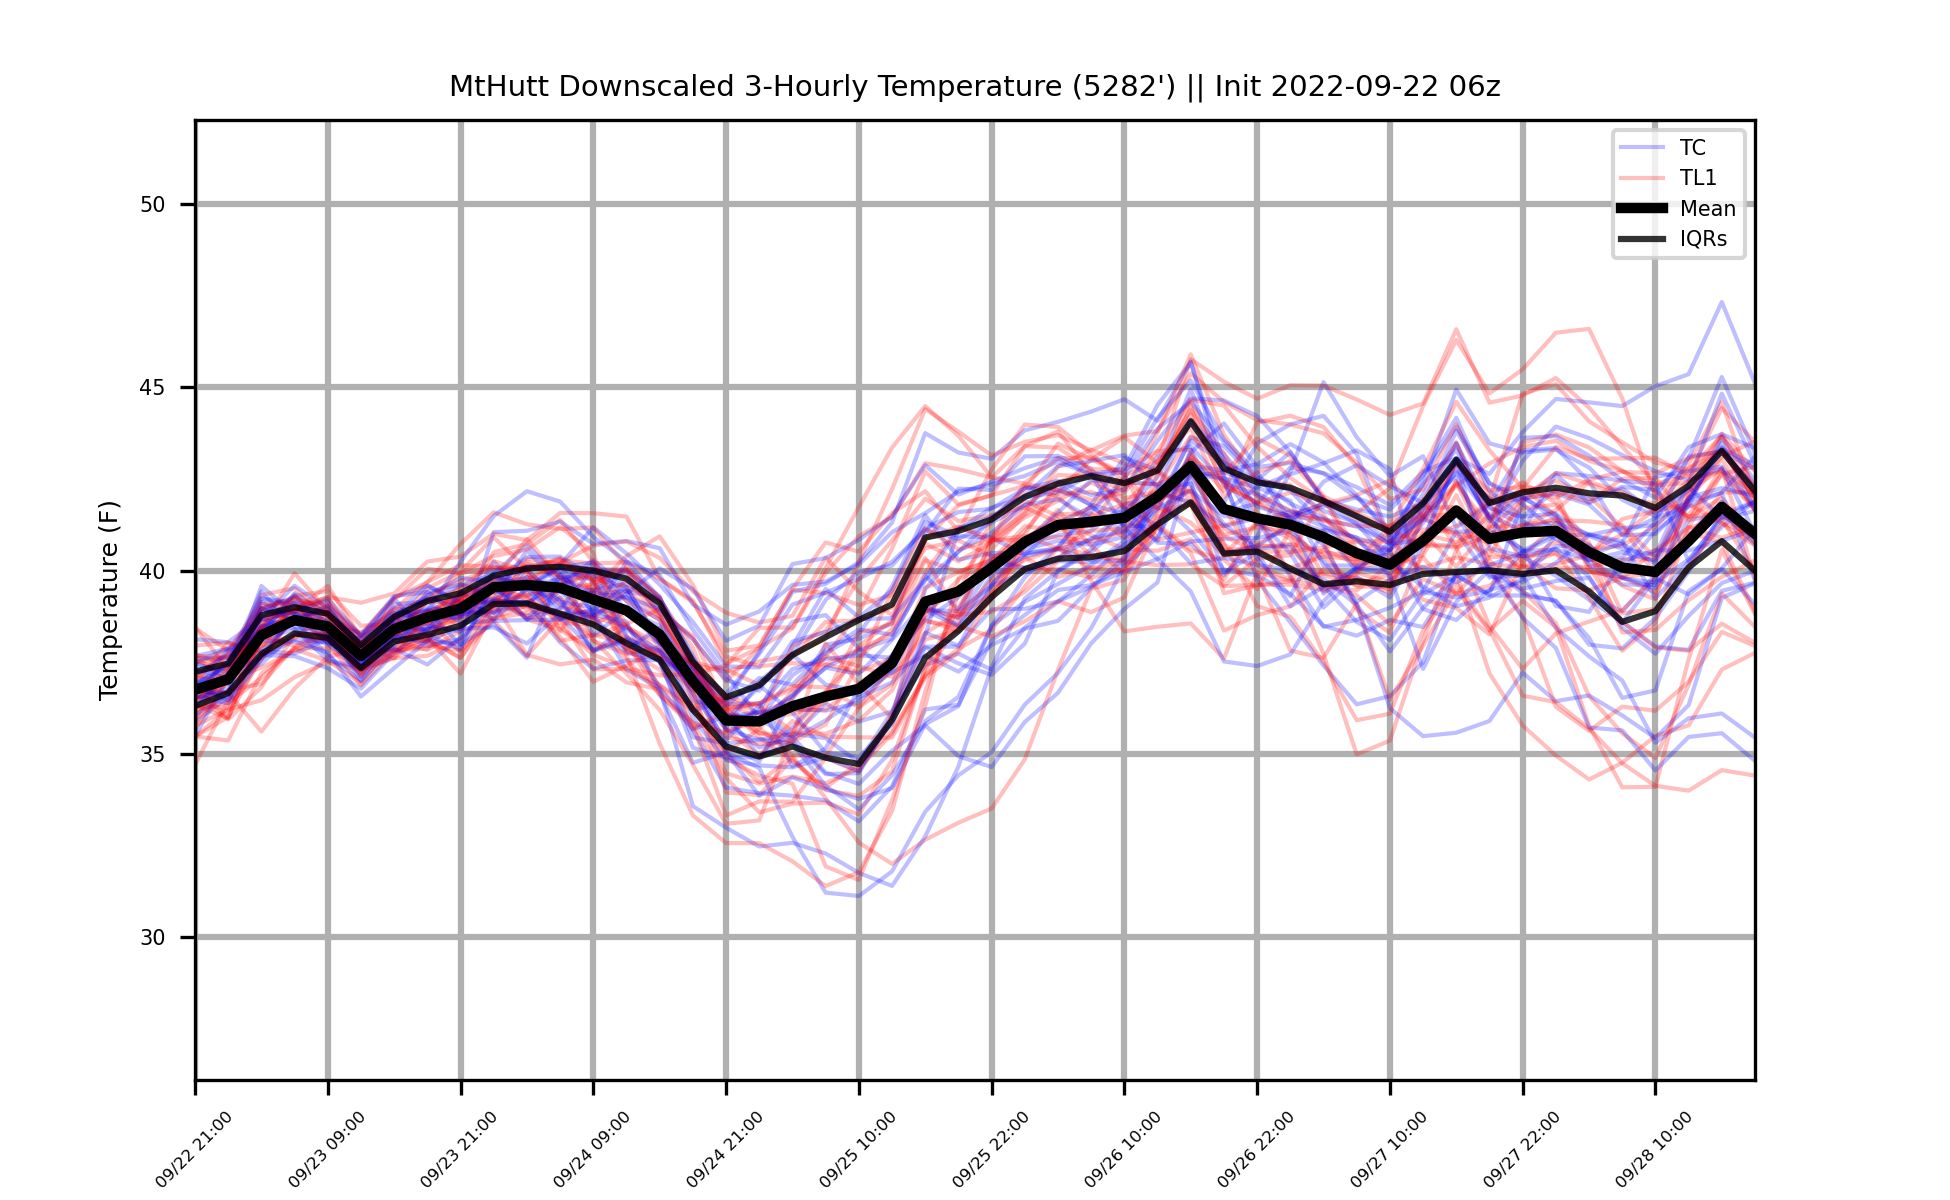 MtHutt Downscaled 3-Hourly Temperature (5282') || Init 2022-09-22 06z
TC
TL1
Mean
IQRs
Temperature (F)
50
45
40
35
30
09/22 21:00
09/23 09:00
09/23 21:00
09/24 09:00
09/24 21:00
09/25 10:00
09/25 22:00
09/26 10:00
09/26 22:00
09/27 10:00
09/27 22:00
09/28 10:00